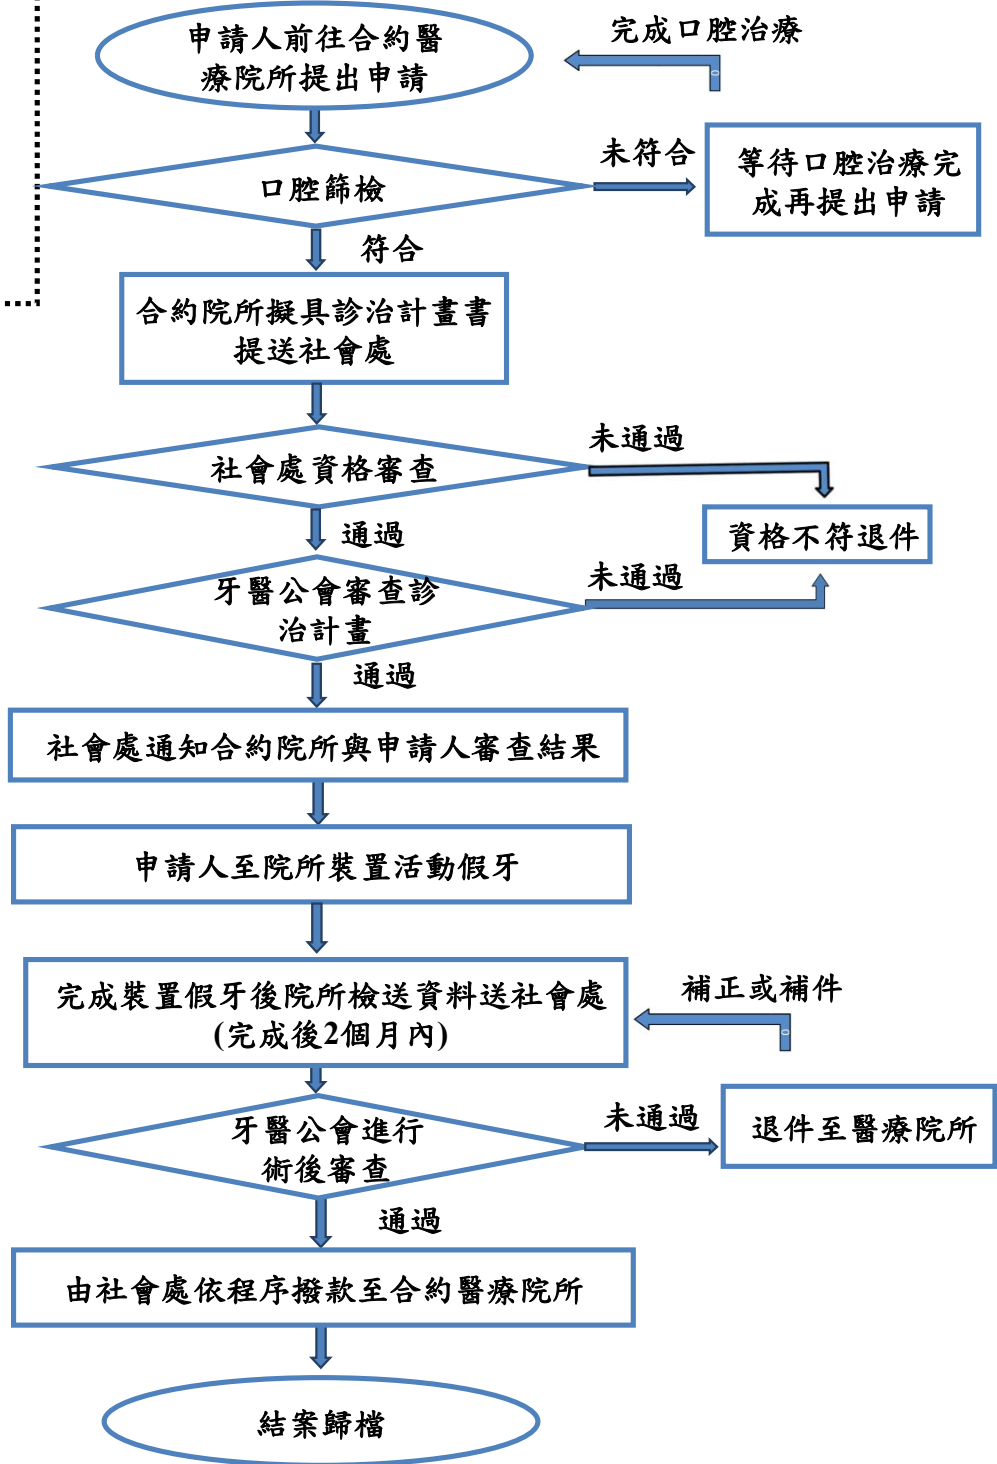 申請人前往合約醫
療院所提出申請
完成口腔治療
口腔篩檢
未符合
等待口腔治療完
成再提出申請
符合
合約院所擬具診治計畫書
提送社會處
社會處資格審查
未通過
資格不符退件
通過
牙醫公會審查診
治計畫
未通過
通過
社會處通知合約院所與申請人審查結果
申請人至院所裝置活動假牙
完成裝置假牙後院所檢送資料送社會處
(完成後2個月內)
補正或補件
牙醫公會進行
術後審查
未通過
退件至醫療院所
通過
由社會處依程序撥款至合約醫療院所
結案歸檔